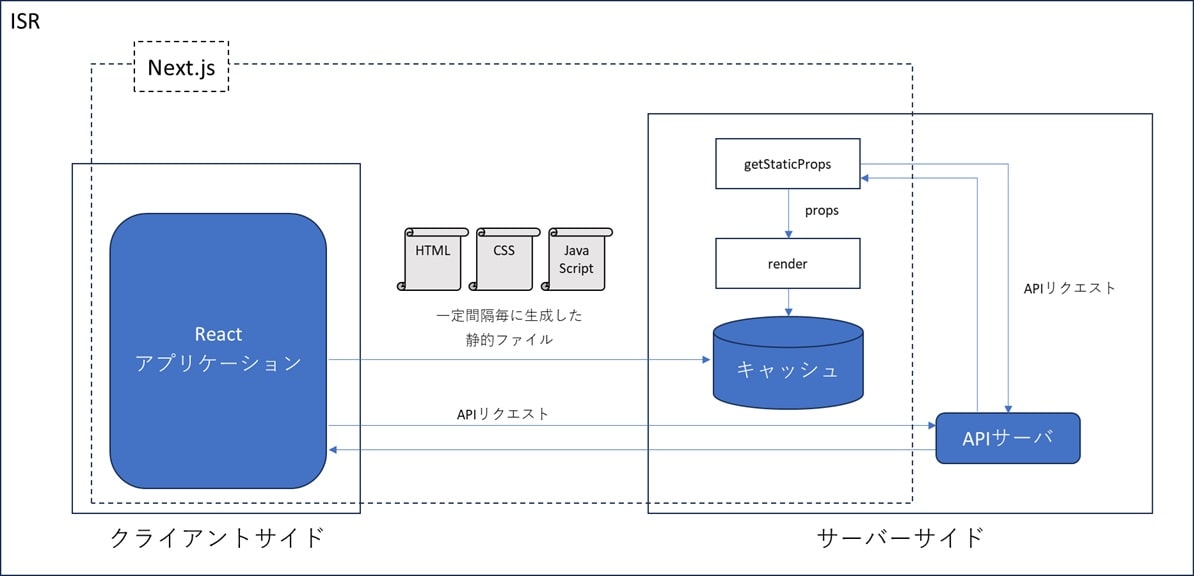 ISR
Next.js
getStaticProps
props
render
キャッシュ
APIリクエスト
APIサーバ
HTML
CSS
Java
Script
一定間隔毎に生成した
静的ファイル
APIリクエスト
React
アプリケーション
クライアントサイド
サーバーサイド